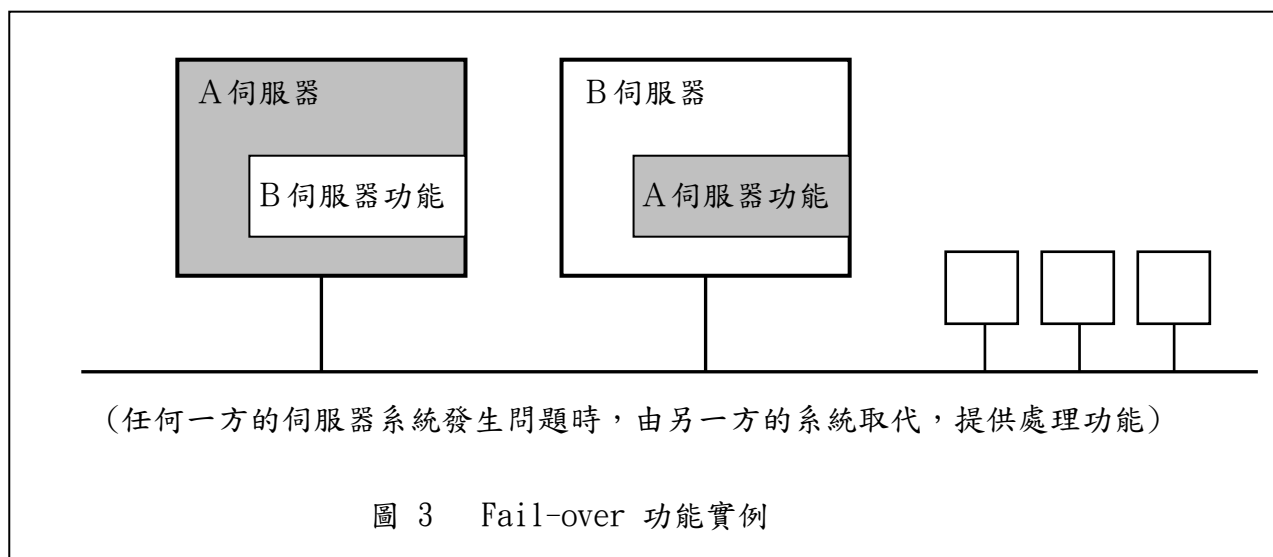 A伺服器
B伺服器功能
B伺服器
A伺服器功能
(任何一方的伺服器系統發生問題時，由另一方的系統取代，提供處理功能)
圖 3 Fail-over 功能實例